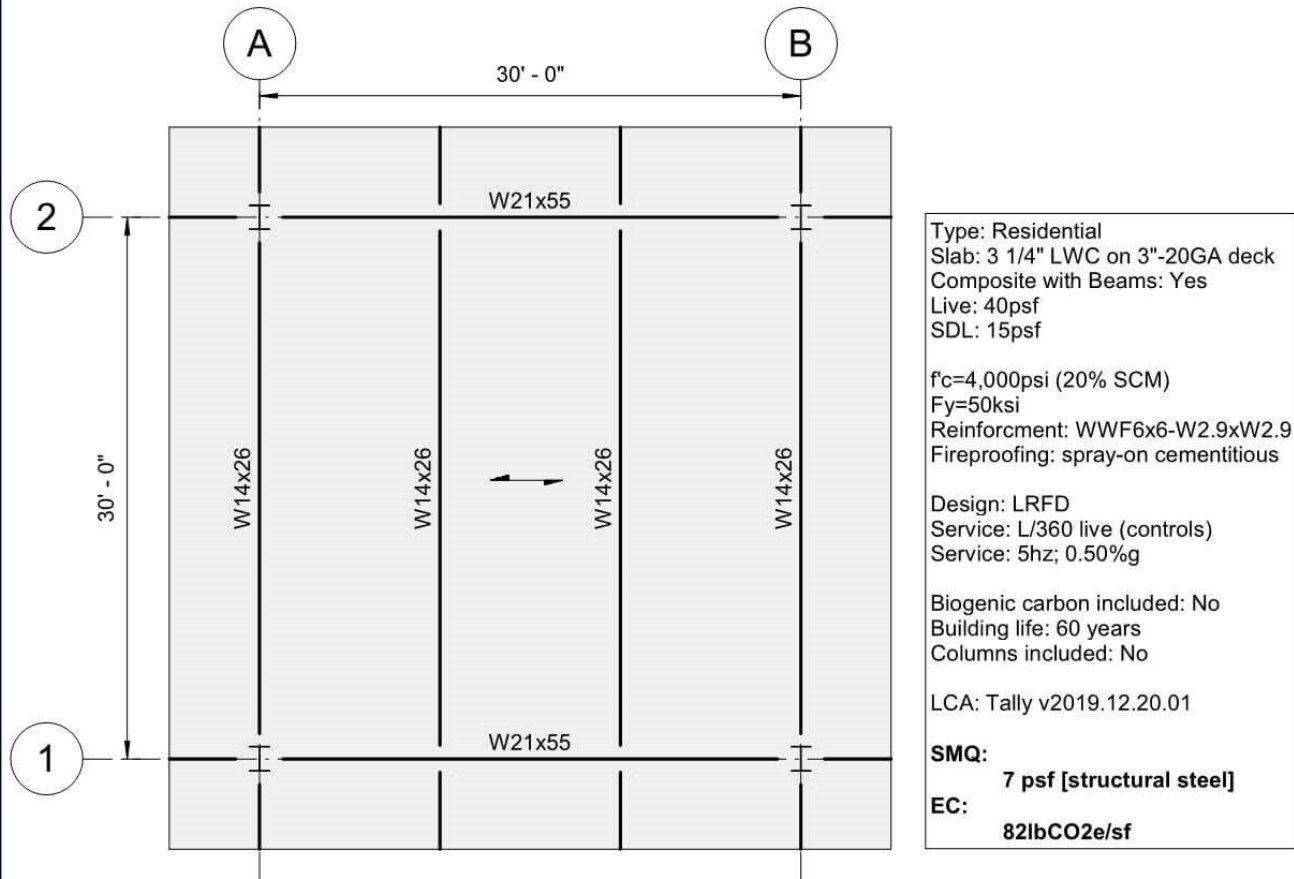 A
B
30' - 0"
W21x55
2
30' - 0"
W14x26
W14x26
W14x26
W14x26
W21x55
1
Type: Residential
Slab: 3 1/4" LWC on 3"-20GA deck
Composite with Beams: Yes
Live: 40psf
SDL: 15psf
f'c=4,000psi (20% SCM)
Fy=50ksi
Reinforcment: WWF6x6-W2.9xW2.9
Fireproofing: spray-on cementitious
Design: LRFD
Service: L/360 live (controls)
Service: 5hz; 0.50%g
Biogenic carbon included: No
Building life: 60 years
Columns included: No
LCA: Tally v2019.12.20.01
SMQ:
7 psf [structural steel]
EC:
82lbCO2e/sf